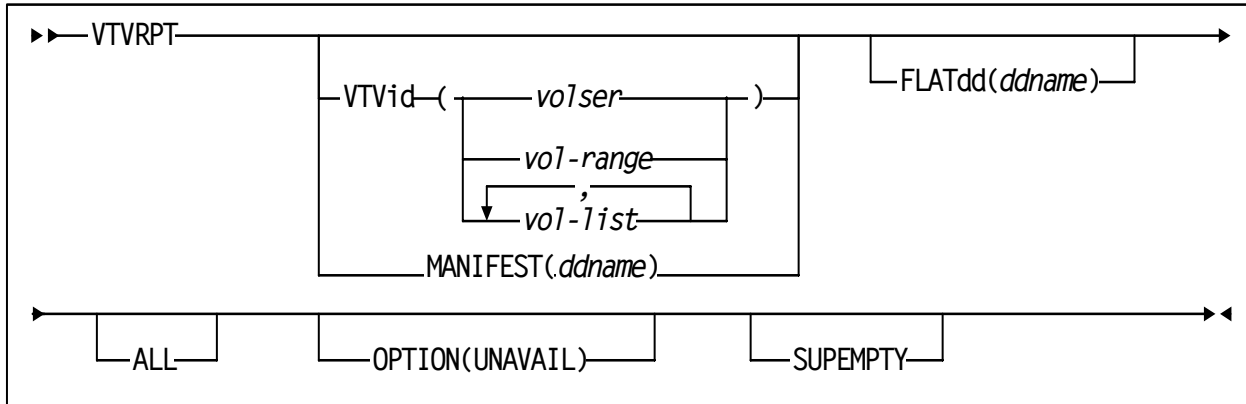 VTVRPT
FLATdd(ddname)
VTVid ( volser )
vol-range
,
vol-list
MANIFEST(ddname)
ALL OPTION(UNAVAIL) SUPEMPTY